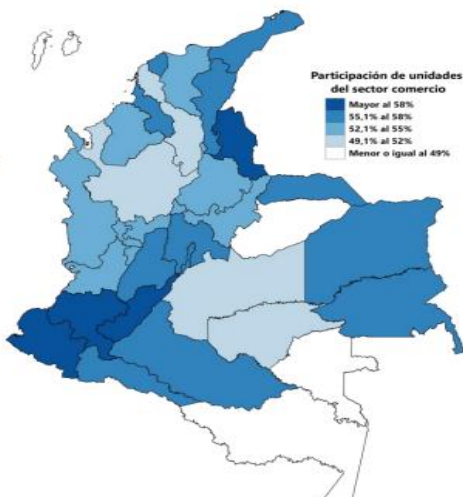 Participación de unidades
del sector comercio
Mayor al 58%
55,1% al 58%
52,1% al 55%
49,1% al 52%
Menor o igual al 49%